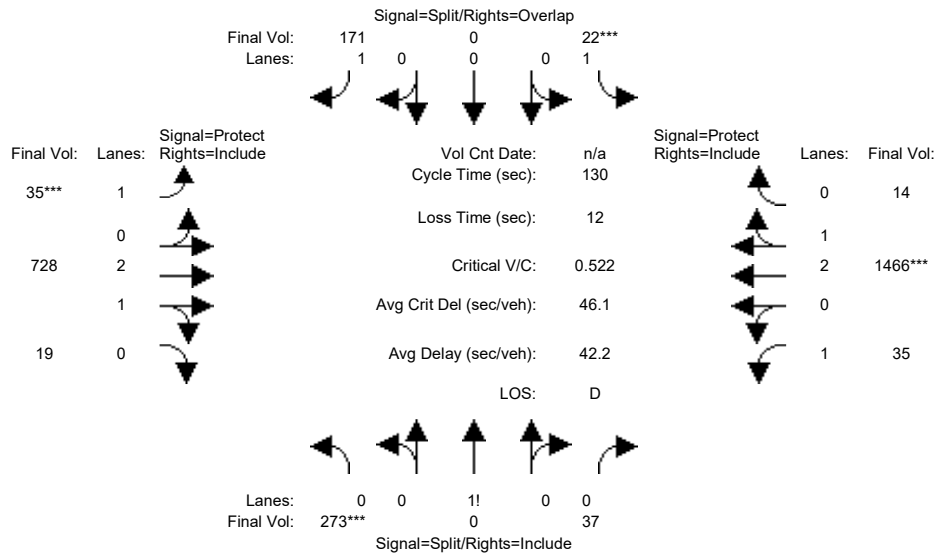 Signal=Split/Rights=Overlap
Final Vol: 171 0 22***
Lanes: 1 0 0 0 1
Signal=Protect Signal=Protect
Final Vol: Lanes: Rights=Include Vol Cnt Date: n/a Rights=Include Lanes: Final Vol:
Cycle Time (sec): 130
35*** 1 0 14
Loss Time (sec): 12
0 1
728 2 Critical V/C: 0.522 2 1466***
1 Avg Crit Del (sec/veh): 46.1 0
19 0 Avg Delay (sec/veh): 42.2 1 35
LOS: D
Lanes: 0 0 1! 0 0
Final Vol: 273*** 0 37
Signal=Split/Rights=Include